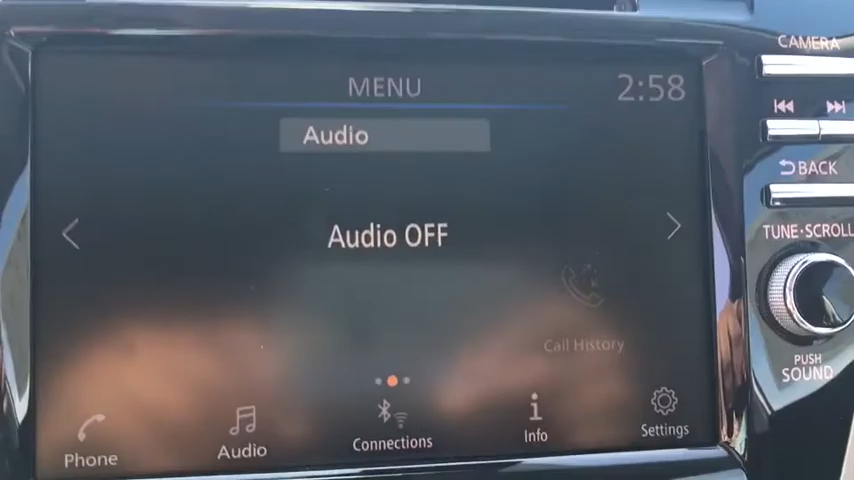 MENU
2:58
Audio
Audio OFF
Call History
Phone
Audio
Connections
Info
Settings
CAMERA
BACK
TUNE·SCROLL
PUSH
SOUND